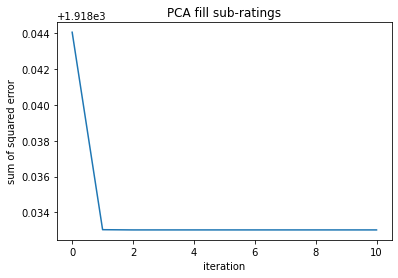 PCA fill sub-ratings
+1.918e3
0.044
0.042
0.040
0.038
0.036
0.034
sum of squared error
0 2 4 6 8 10
iteration